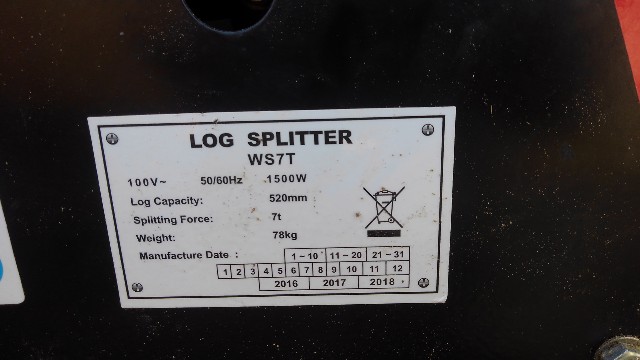 LOG SPLITTER
WS7T
100V~ 50/60Hz 1500W
Log Capacity: 520mm
Splitting Force: 7t
Weight: 78kg
Manufacture Date : 1-10 11-20 21-31
1 2 3 4 5 6 7 8 9 10 11 12
2016 2017 2018